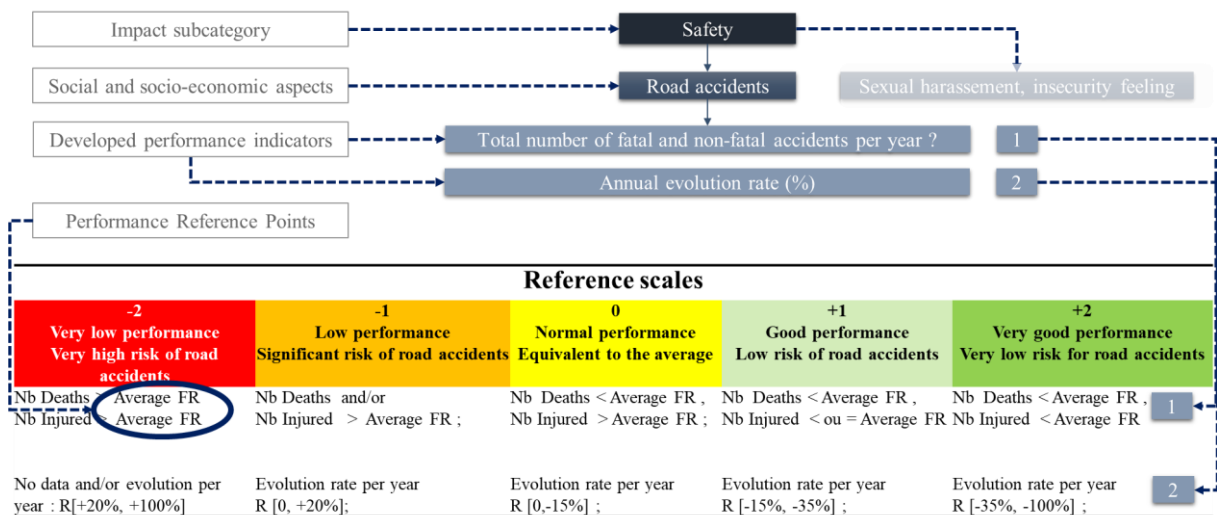 Impact subcategory
Safety
Social and socio-economic aspects
Road accidents
Sexual harassement, insecurity feeling
Developed performance indicators
Total number of fatal and non-fatal accidents per year ?
1
Annual evolution rate (%)
2
Performance Reference Points
Reference scales
-2
Very low performance
Very high risk of road
accidents
-1
Low performance
Significant risk of road accidents
0
Normal performance
Equivalent to the average
+1
Good performance
Low risk of road accidents
+2
Very good performance
Very low risk for road accidents
Nb Deaths > Average FR
Nb Injured > Average FR
Nb Deaths and/or
Nb Injured > Average FR ;
Nb Deaths < Average FR ,
Nb Injured > Average FR ;
Nb Deaths < Average FR ,
Nb Injured < ou = Average FR
Nb Deaths < Average FR ,
Nb Injured < Average FR
1
No data and/or evolution per
year : R[+20%, +100%]
Evolution rate per year
R [0, +20%];
Evolution rate per year
R [0,-15%] ;
Evolution rate per year
R [-15%, -35%] ;
Evolution rate per year
R [-35%, -100%] ;
2